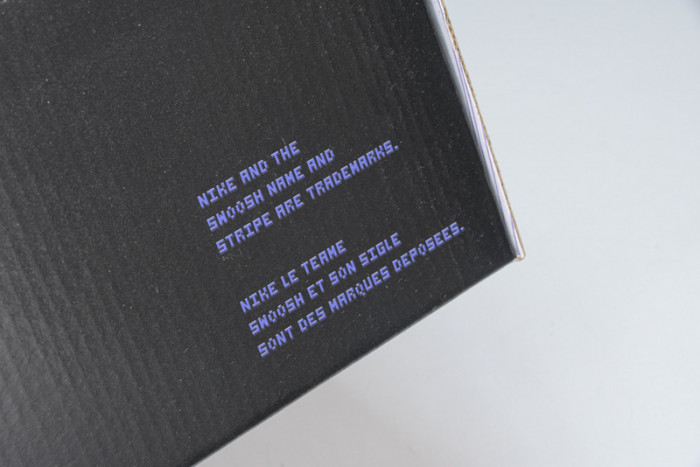 NIKE AND THE
SWOOSH NAME AND
STRIPE ARE TRADEMARKS.
NIKE LE TERME
SWOOSH ET SON SIGLE
SONT DES MARQUES DEPOSEES.